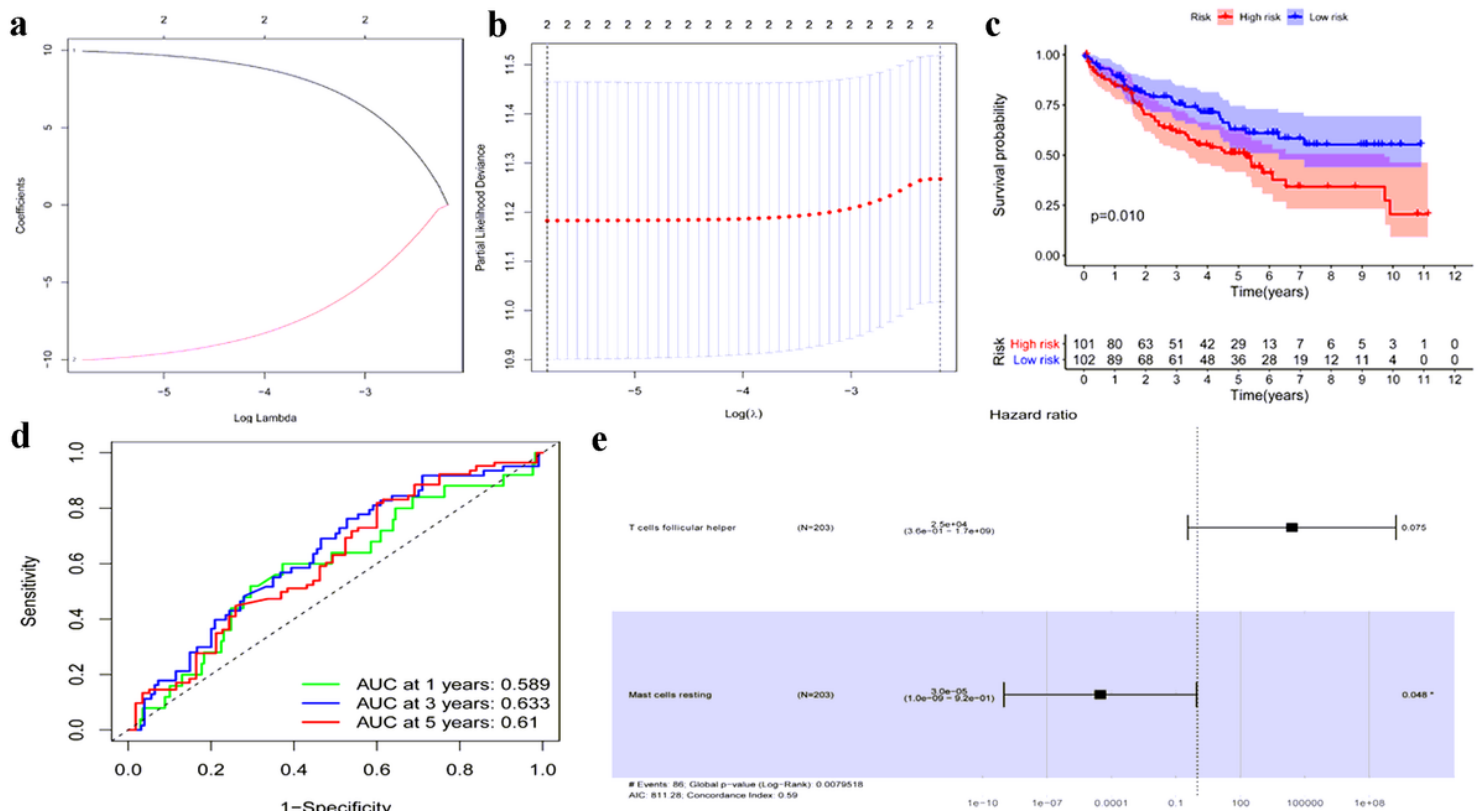 a
2 2 2
10
5
0
−5
−10
Coefficients
1
2
−5 −4 −3
Log Lambda
b
2 2 2 2 2 2 2 2 2 2 2 2 2 2 2 2 2 2
11.5
11.4
11.3
11.2
11.1
11.0
10.9
Partial Likelihood Deviance
−5 −4 −3
Log(λ)
c
Risk High risk Low risk
1.00
0.75
0.50
0.25
0.00
Survival probability
p=0.010
0 1 2 3 4 5 6 7 8 9 10 11 12
Time(years)
Risk
High risk 101 80 63 51 42 29 13 7 6 5 3 1 0
Low risk 102 89 68 61 48 36 28 19 12 11 4 0 0
0 1 2 3 4 5 6 7 8 9 10 11 12
Time(years)
d
1.0
0.8
0.6
0.4
0.2
0.0
Sensitivity
AUC at 1 years: 0.589
AUC at 3 years: 0.633
AUC at 5 years: 0.61
0.0 0.2 0.4 0.6 0.8 1.0
1−Specificity
e
Hazard ratio
T cells follicular helper (N=203) 2.5e+04 0.075
(3.6e−01 − 1.7e+09)
Mast cells resting (N=203) 3.0e−05 0.048 *
(1.0e−09 − 9.2e−01)
# Events: 86; Global p−value (Log−Rank): 0.0079518
AIC: 811.28; Concordance Index: 0.59
1e−10 1e−07 0.0001 0.1 100 100000 1e+08